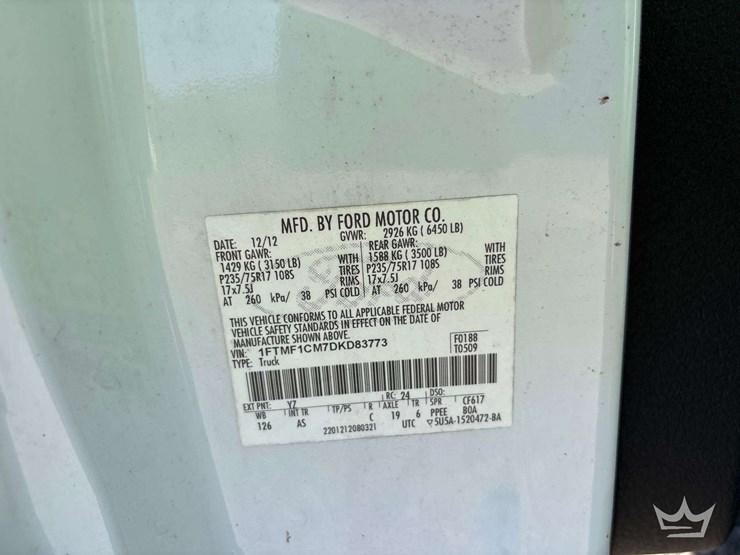 MFD. BY FORD MOTOR CO.
DATE: 12/12 GVWR: 2926 KG ( 6450 LB)
FRONT GAWR: REAR GAWR:
1429 KG ( 3150 LB) WITH 1588 KG ( 3500 LB) WITH
P235/75R17 108S TIRES P235/75R17 108S TIRES
17x7.5J RIMS 17x7.5J RIMS
AT 260 kPa/ 38 PSI COLD AT 260 kPa/ 38 PSI COLD
THIS VEHICLE CONFORMS TO ALL APPLICABLE FEDERAL MOTOR
VEHICLE SAFETY STANDARDS IN EFFECT ON THE DATE OF
MANUFACTURE SHOWN ABOVE.
VIN: 1FTMF1CM7DKD83773 F0188
TYPE: Truck T0509
EXT PNT: YZ RC: 24 DSO:
WB INT TR TP/PS R AXLE TR SPR CF617
126 AS C 19 6 PPEE BOA
2201212080321 UTC ▽5U5A-1520472-BA